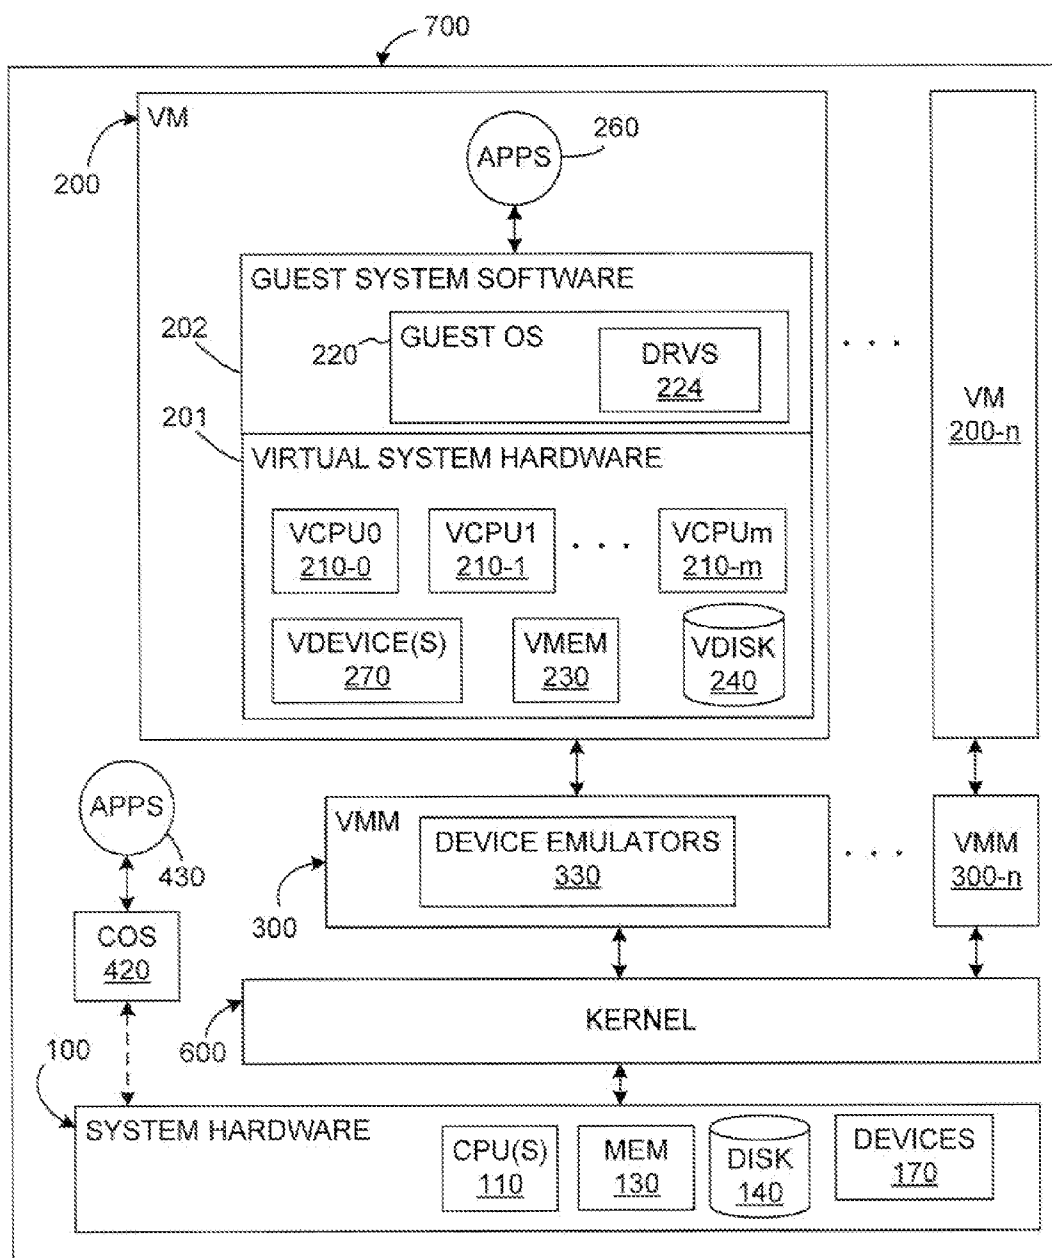 700
VM
200
APPS
260
GUEST SYSTEM SOFTWARE
202
220
GUEST OS
DRVS
224
. . .
VM
200-n
201
VIRTUAL SYSTEM HARDWARE
VCPU0
210-0
VCPU1
210-1
. . .
VCPUm
210-m
VDEVICE(S)
270
VMEM
230
VDISK
240
APPS
430
VMM
DEVICE EMULATORS
330
300
. . .
VMM
300-n
COS
420
KERNEL
600
100
SYSTEM HARDWARE
CPU(S)
110
MEM
130
DISK
140
DEVICES
170